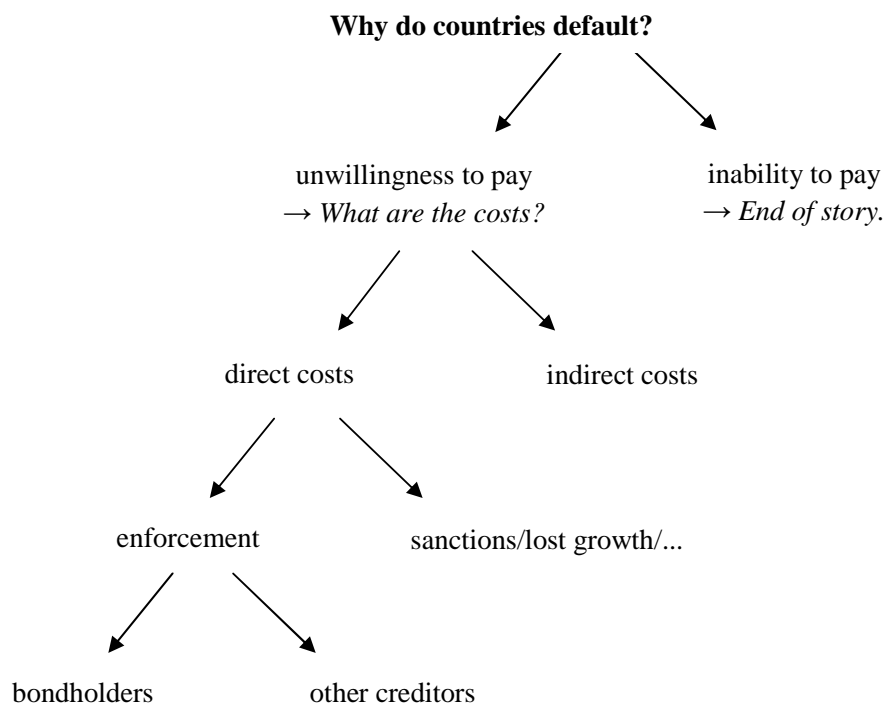 Why do countries default?
unwillingness to pay
→ What are the costs?
inability to pay
→ End of story.
direct costs
indirect costs
enforcement
sanctions/lost growth/...
bondholders
other creditors